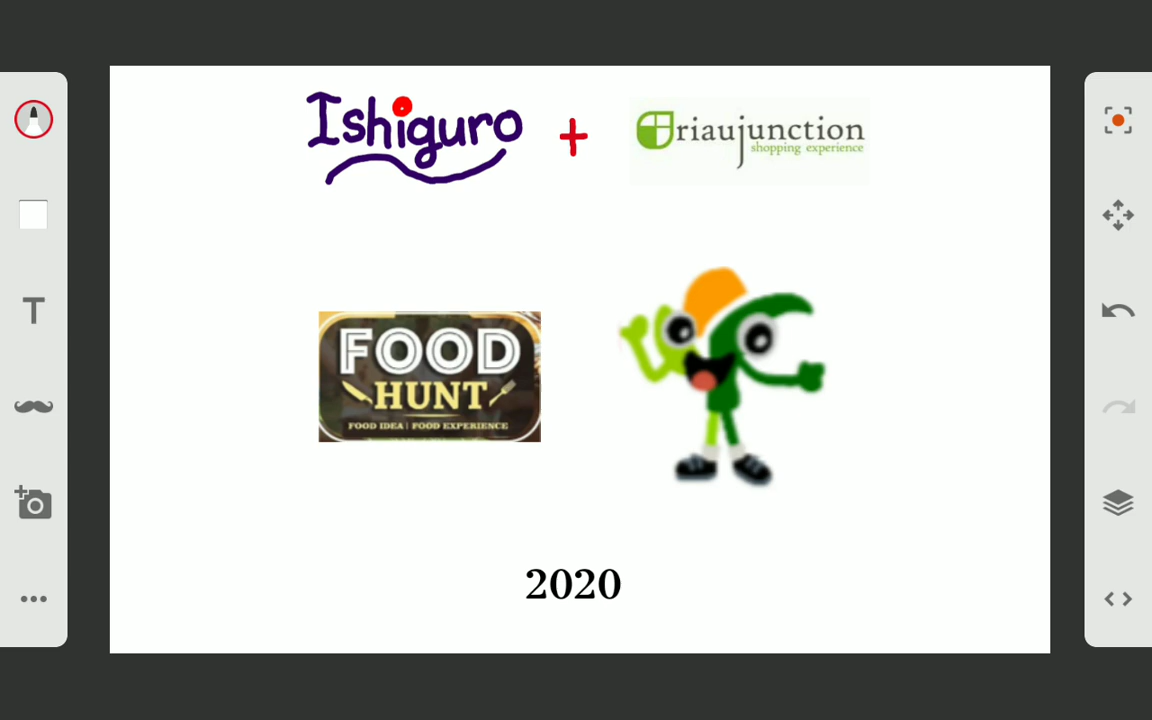 Ishiguro
+
riaujunction
shopping experience
FOOD
HUNT
FOOD IDEA | FOOD EXPERIENCE
2020
T